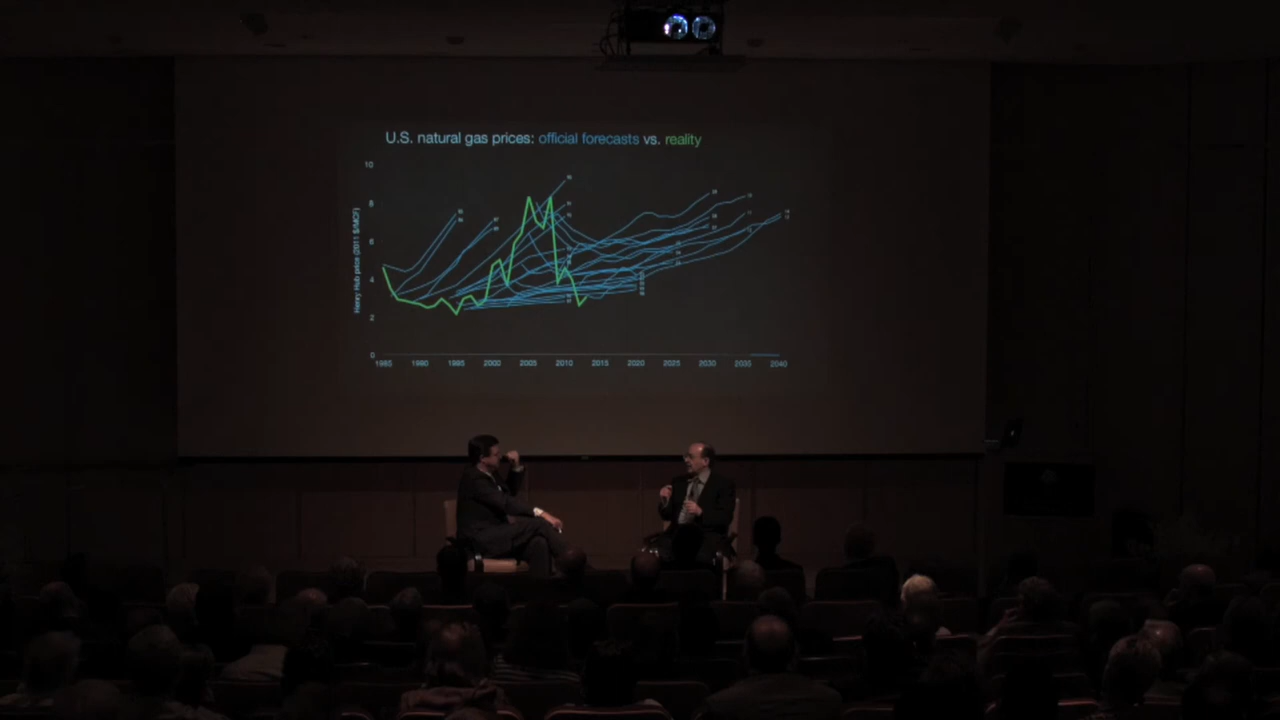 U.S. natural gas prices: official forecasts vs. reality
10
8
6
4
2
0
Henry Hub price (2011 $/MCF)
1985 1990 1995 2000 2005 2010 2015 2020 2025 2030 2035 2040